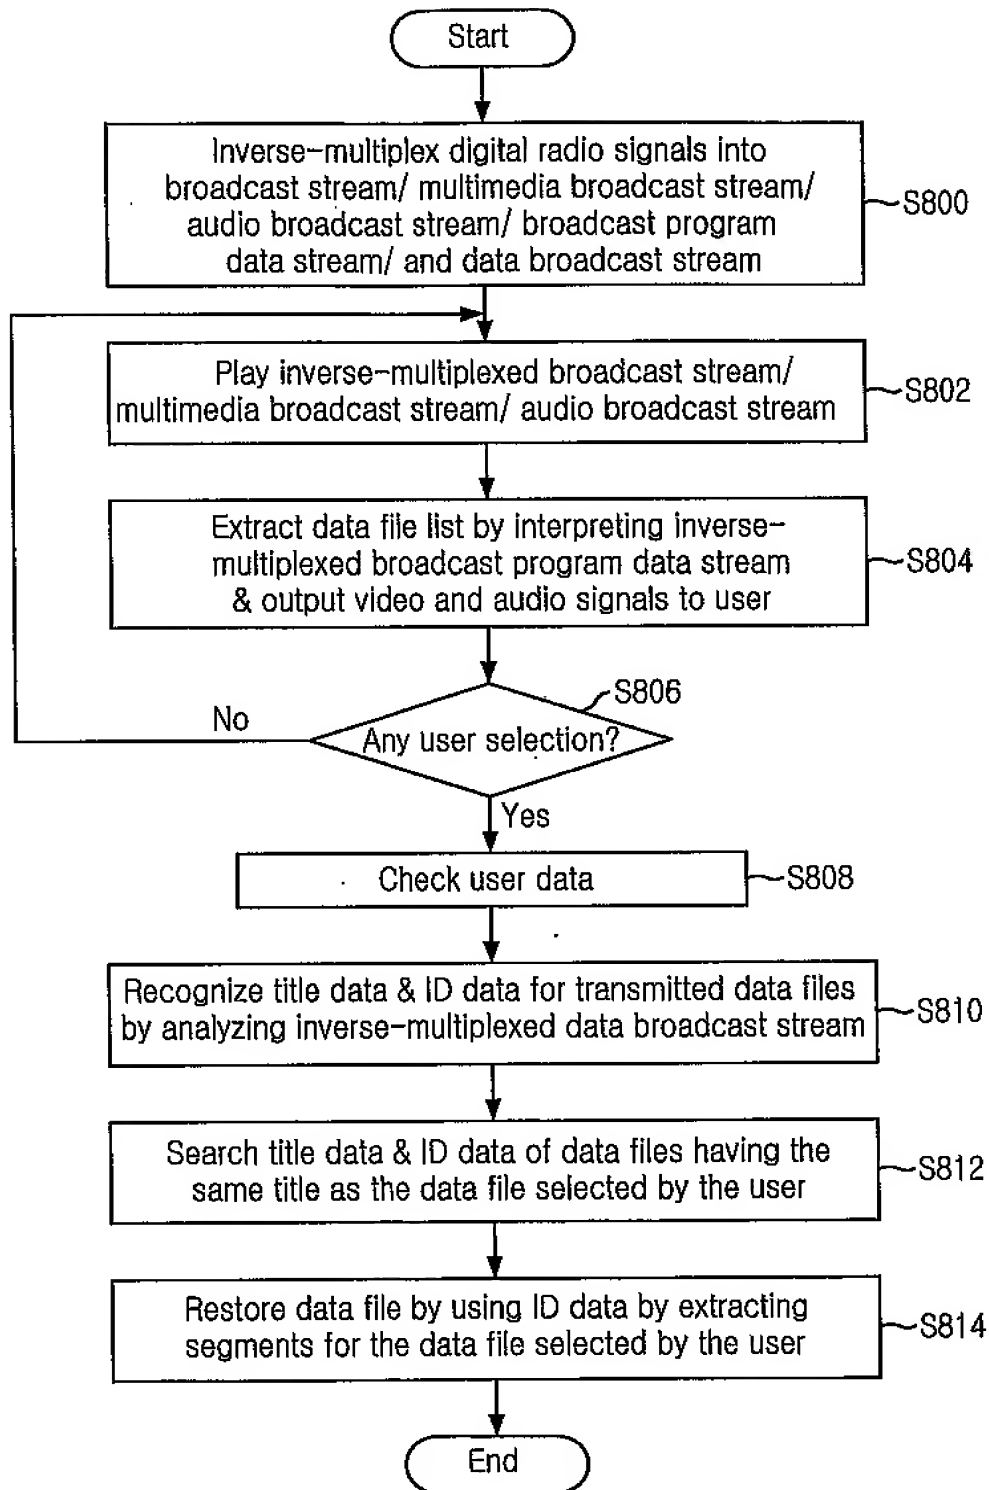 Start
Inverse-multiplex digital radio signals into
broadcast stream/ multimedia broadcast stream/
audio broadcast stream/ broadcast program
data stream/ and data broadcast stream
S800
Play inverse-multiplexed broadcast stream/
multimedia broadcast stream/ audio broadcast stream
S802
Extract data file list by interpreting inverse-
multiplexed broadcast program data stream
& output video and audio signals to user
S804
S806
No
Any user selection?
Yes
Check user data
S808
Recognize title data & ID data for transmitted data files
by analyzing inverse-multiplexed data broadcast stream
S810
Search title data & ID data of data files having the
same title as the data file selected by the user
S812
Restore data file by using ID data by extracting
segments for the data file selected by the user
S814
End